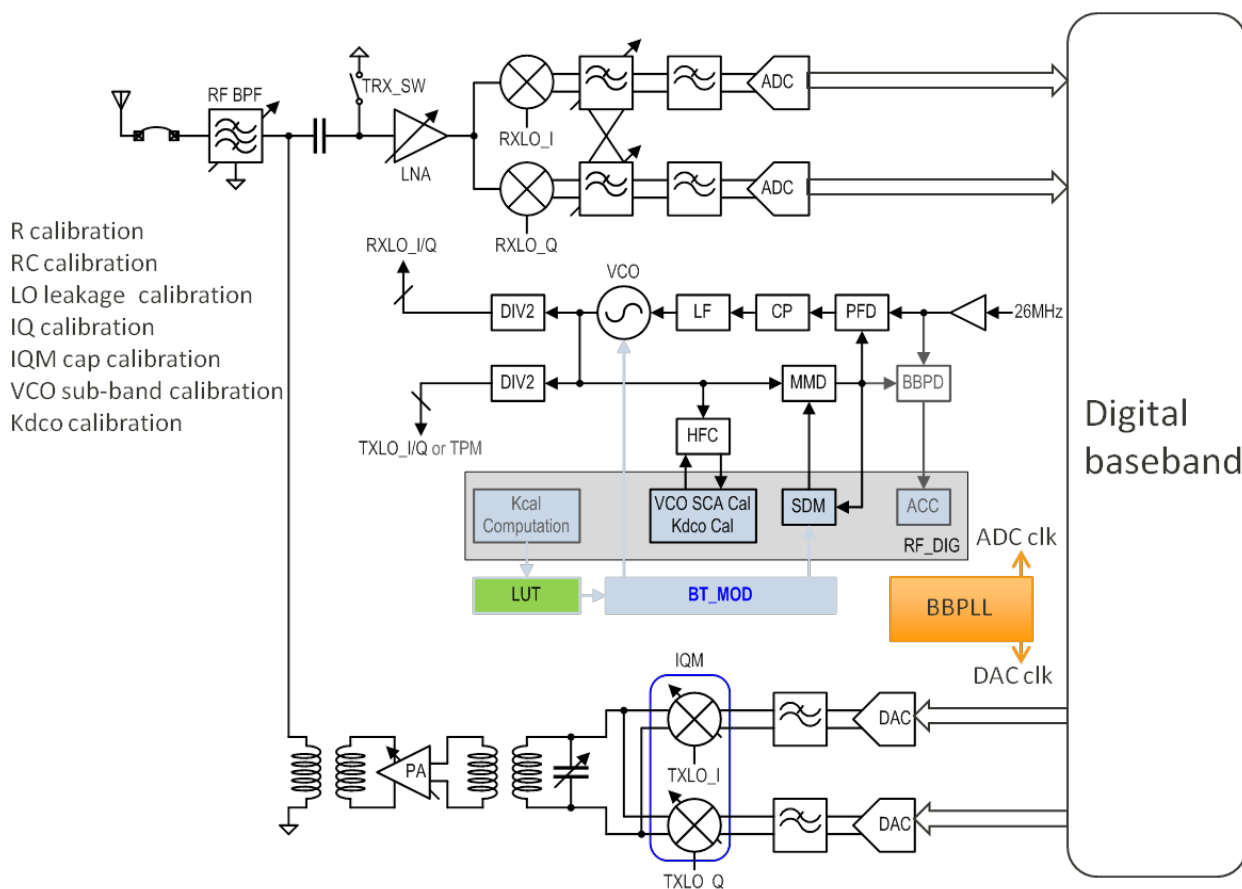 RF BPF
TRX_SW
LNA
RXLO_I
ADC
RXLO_Q
ADC
R calibration
RC calibration
LO leakage calibration
IQ calibration
IQM cap calibration
VCO sub-band calibration
Kdco calibration
RXLO_I/Q
DIV2
VCO
LF
CP
PFD
26MHz
DIV2
MMD
BBPD
TXLO_I/Q or TPM
HFC
Kcal
Computation
VCO SCA Cal
Kdco Cal
SDM
ACC
RF_DIG
LUT
BT_MOD
Digital
baseband
ADC clk
BBPLL
DAC clk
IQM
PA
TXLO_I
DAC
TXLO_Q
DAC